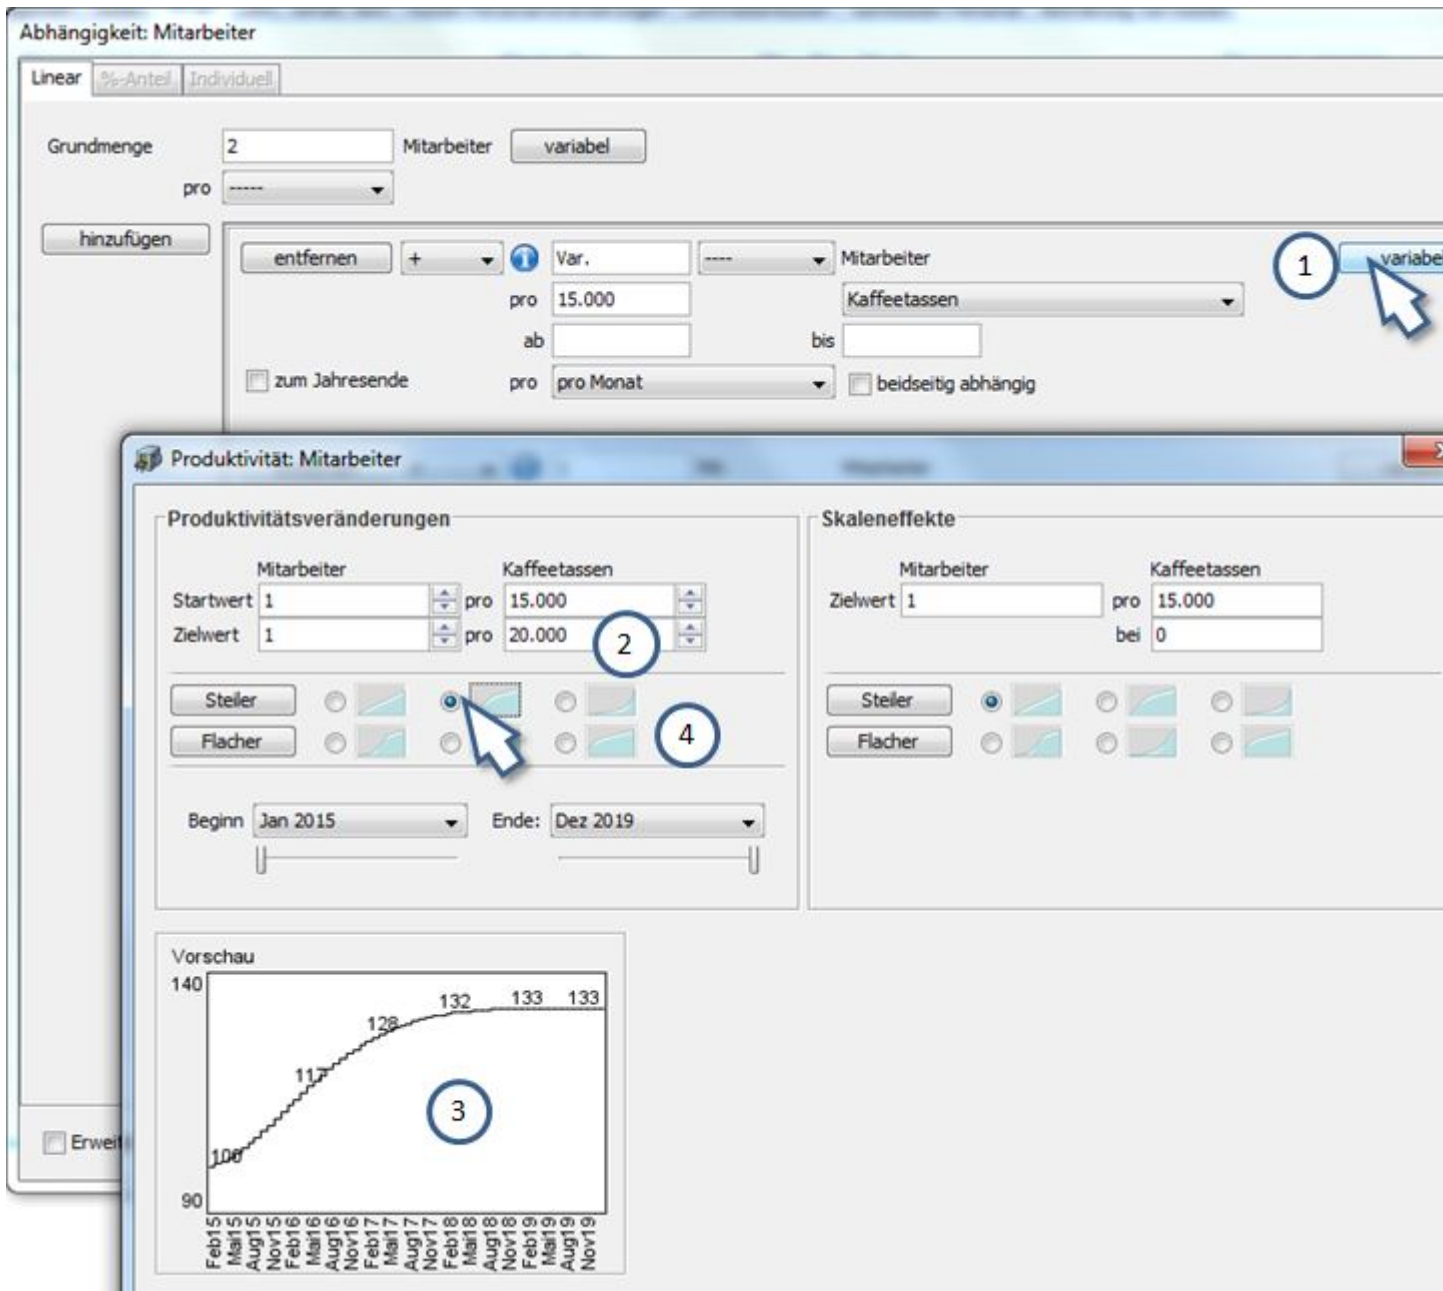 Abhängigkeit: Mitarbeiter
Linear %-Anteil Individuell
Grundmenge 2 Mitarbeiter variabel
pro -----
hinzufügen
entfernen + Var. ---- Mitarbeiter 1 variabe
pro 15.000 Kaffeetassen
ab bis
zum Jahresende pro pro Monat beidseitig abhängig
Produktivität: Mitarbeiter
Produktivitätsveränderungen
Mitarbeiter Kaffeetassen
Startwert 1 pro 15.000
Zielwert 1 pro 20.000 2
Steiler
Flacher 4
Beginn Jan 2015 Ende: Dez 2019
Skaleneffekte
Mitarbeiter Kaffeetassen
Zielwert 1 pro 15.000
bei 0
Steiler
Flacher
Vorschau
140
132 133 133
128
117
3
100
90
Feb15 Mai15 Aug15 Nov15 Feb16 Mai16 Aug16 Nov16 Feb17 Mai17 Aug17 Nov17 Feb18 Mai18 Aug18 Nov18 Feb19 Mai19 Aug19 Nov19
Erweit